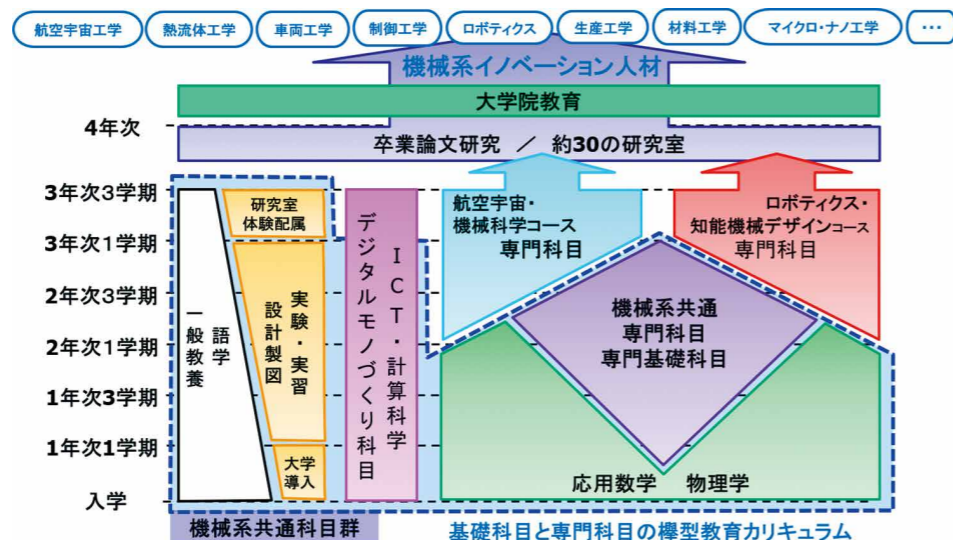 航空宇宙工学
熱流体工学
車両工学
制御工学
ロボティクス
生産工学
材料工学
マイクロ・ナノ工学
…
機械系イノベーション人材
大学院教育
4年次
卒業論文研究 ／ 約30の研究室
3年次3学期
3年次1学期
2年次3学期
2年次1学期
1年次3学期
1年次1学期
入学
語学
一般教養
研究室
体験配属
実験・実習
設計製図
大学
導入
ICT・計算科学
デジタルモノづくり科目
航空宇宙・
機械科学コース
専門科目
ロボティクス・
知能機械デザインコース
専門科目
機械系共通
専門科目
専門基礎科目
応用数学 物理学
機械系共通科目群
基礎科目と専門科目の欅型教育カリキュラム